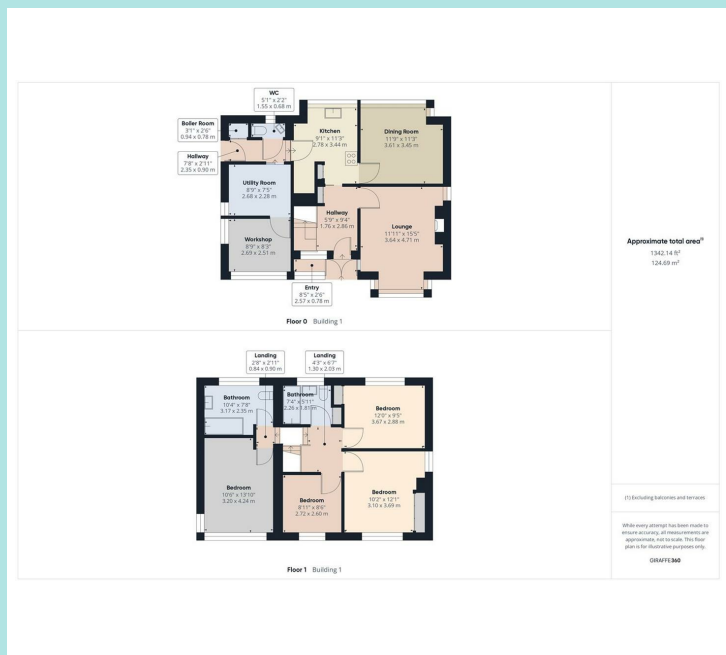 WC
5'1" x 2'2"
1.55 x 0.68 m
Boiler Room
3'1" x 2'6"
0.94 x 0.78 m
Hallway
7'8" x 2'11"
2.35 x 0.90 m
Kitchen
9'1" x 11'3"
2.78 x 3.44 m
Dining Room
11'9" x 11'3"
3.61 x 3.45 m
Utility Room
8'9" x 7'5"
2.68 x 2.28 m
Hallway
5'9" x 9'4"
1.76 x 2.86 m
Lounge
11'11" x 15'5"
3.64 x 4.71 m
Workshop
8'9" x 8'3"
2.69 x 2.51 m
Entry
8'5" x 2'6"
2.57 x 0.78 m
Floor 0 Building 1
Landing
2'8" x 2'11"
0.84 x 0.90 m
Landing
4'3" x 6'7"
1.30 x 2.03 m
Bathroom
10'4" x 7'8"
3.17 x 2.35 m
Bathroom
7'4" x 5'11"
2.26 x 1.81 m
Bedroom
12'0" x 9'5"
3.67 x 2.88 m
Bedroom
10'6" x 13'10"
3.20 x 4.24 m
Bedroom
8'11" x 8'6"
2.72 x 2.60 m
Bedroom
10'2" x 12'1"
3.10 x 3.69 m
Floor 1 Building 1
Approximate total area(1)
1342.14 ft²
124.69 m²
(1) Excluding balconies and terraces
While every attempt has been made to
ensure accuracy, all measurements are
approximate, not to scale. This floor
plan is for illustrative purposes only.
GIRAFFE360